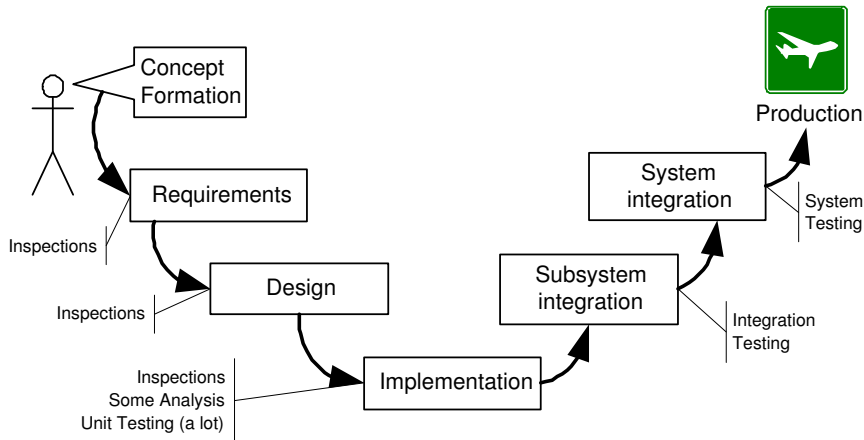 Concept
Formation
Production
System
integration
Requirements
System
Testing
Inspections
Subsystem
integration
Design
Inspections
Integration
Testing
Inspections
Some Analysis
Unit Testing (a lot)
Implementation